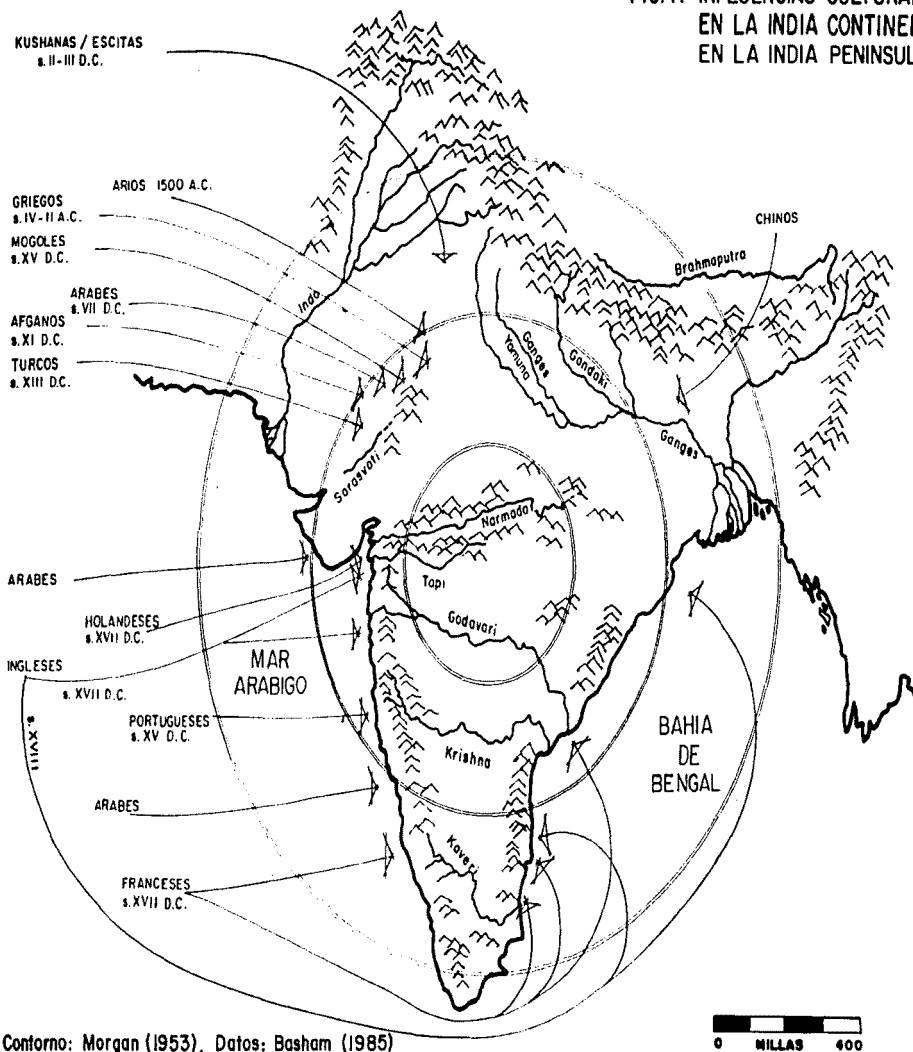 EN LA INDIA CONTINE
EN LA INDIA PENINSUL
KUSHANAS / ESCITAS
s. II-III D.C.
ARIOS 1500 A.C.
GRIEGOS
s. IV-II A.C.
MOGOLES
s. XV D.C.
ARABES
s. VII D.C.
AFGANOS
s. XI D.C.
TURCOS
s. XIII D.C.
CHINOS
Brahmaputra
Indo
Ganges
Yamuna
Gandaki
Ganges
Sarasvati
Narmada
Tapi
Godavari
ARABES
HOLANDESES
s. XVII D.C.
INGLESES
s. XVII D.C.
MAR
ARABIGO
s. XVIII
PORTUGUESES
s. XV D.C.
BAHIA
DE
BENGAL
Krishna
ARABES
Kaveri
FRANCESES
s. XVII D.C.
Contorno: Morgan (1953), Datos: Basham (1985)
0 MILLAS 400